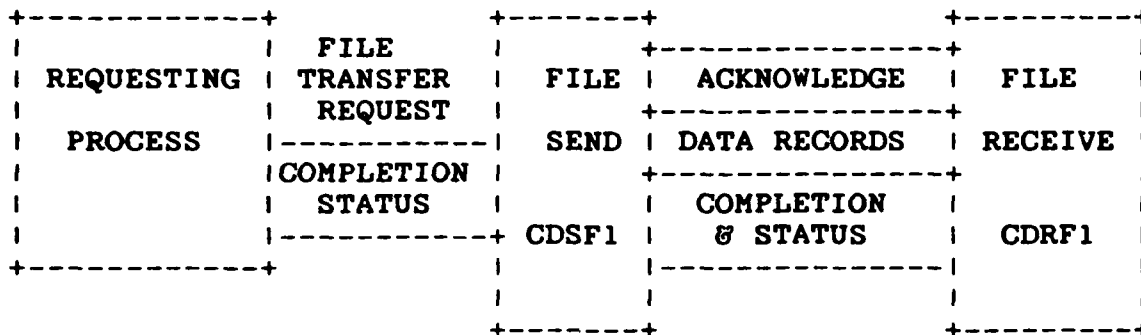 FILE
REQUESTING TRANSFER FILE ACKNOWLEDGE FILE
REQUEST
PROCESS SEND DATA RECORDS RECEIVE
COMPLETION
STATUS COMPLETION
CDSF1 & STATUS CDRF1